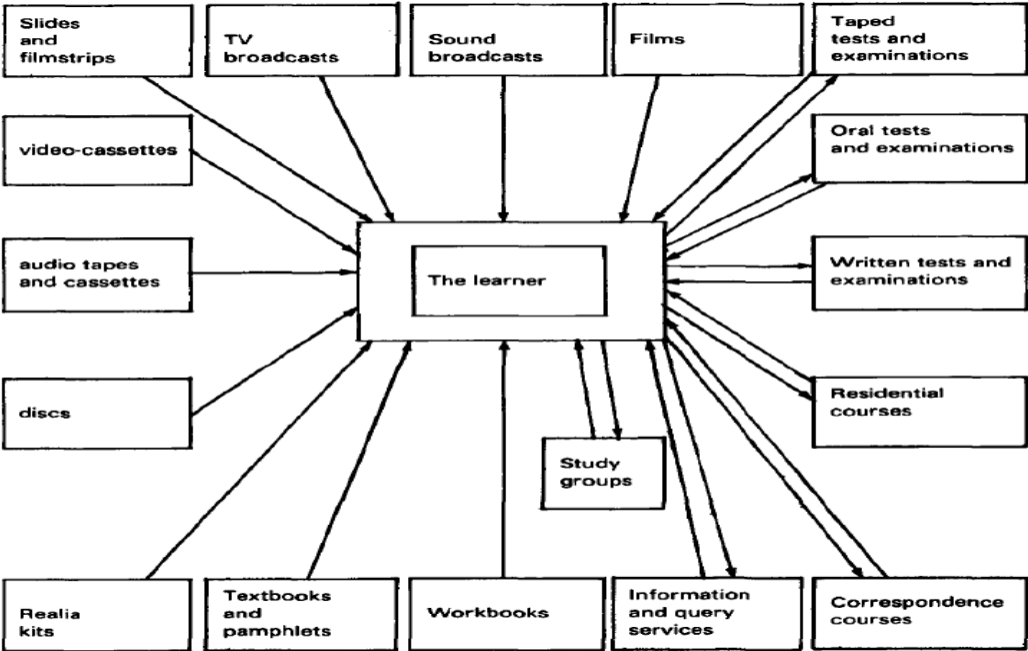 Slides
and
filmstrips
TV
broadcasts
Sound
broadcasts
Films
Taped
tests and
examinations
video-cassettes
Oral tests
and examinations
audio tapes
and cassettes
The learner
Written tests and
examinations
discs
Residential
courses
Study
groups
Realia
kits
Textbooks
and
pamphlets
Workbooks
Information
and query
services
Correspondence
courses